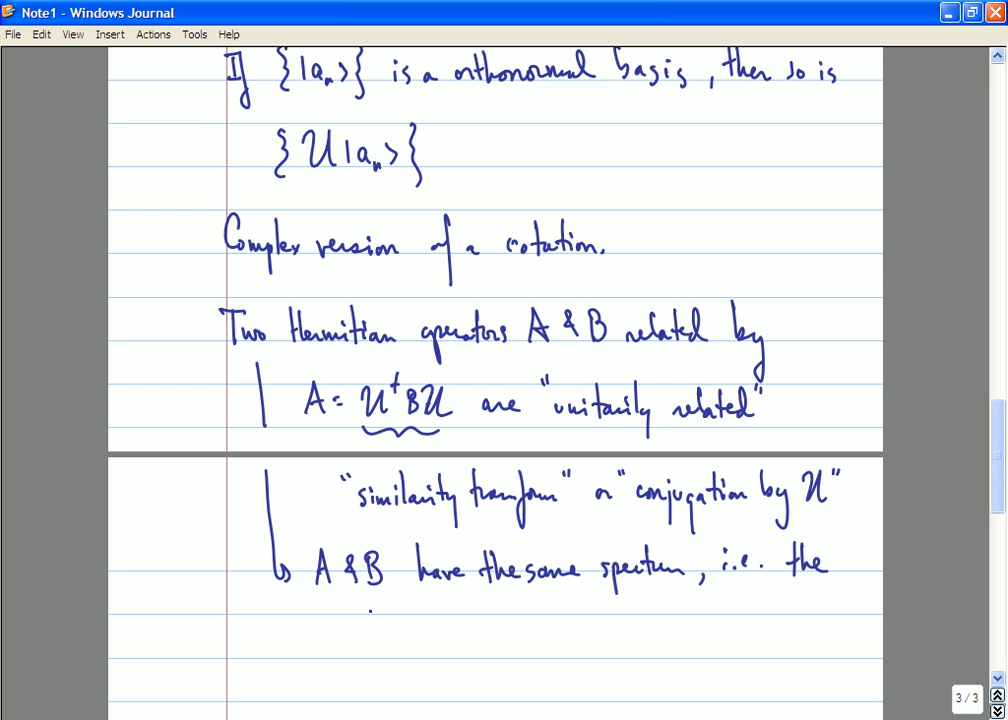 Note1 - Windows Journal
File Edit View Insert Actions Tools Help
If {|aₙ>} is a orthonormal basis, then so is
{U|aₙ>}
Complex version of a rotation.
Two Hermitian operators A & B related by
A = U†BU are "unitarily related"
"similarity transform" or "conjugation by U"
↳ A & B have the same spectrum, i.e. the
3 / 3